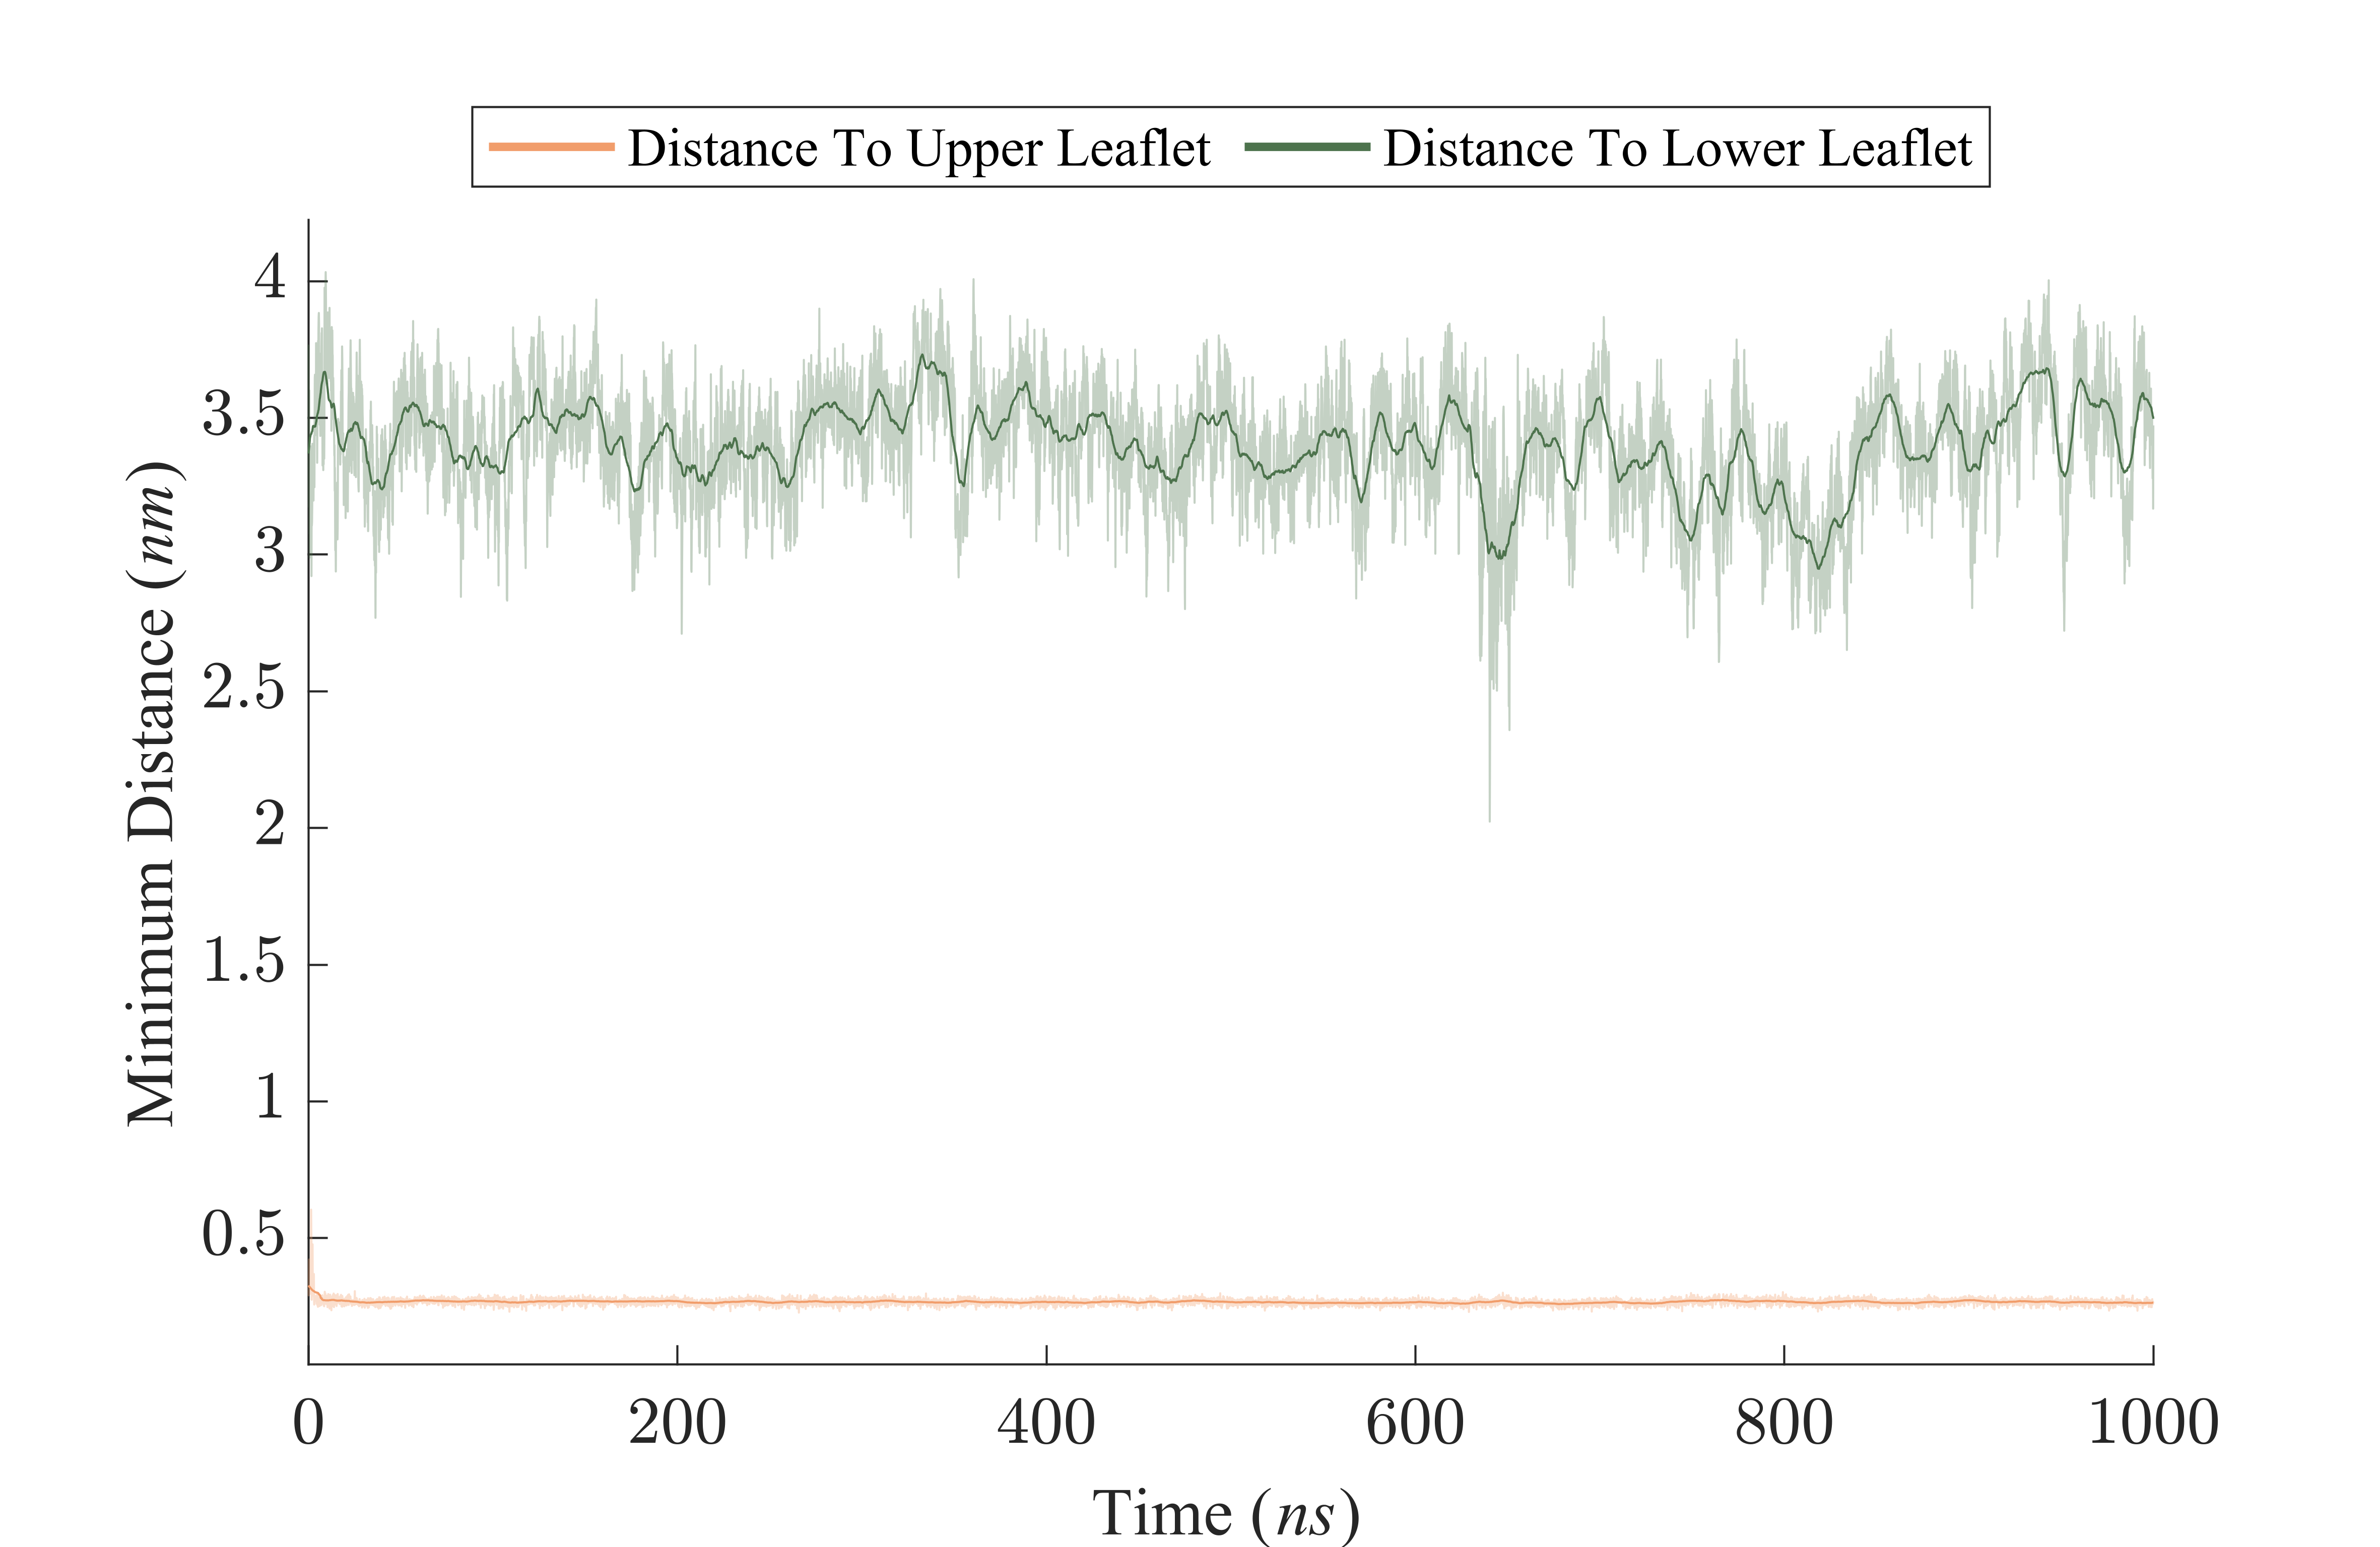 Distance To Upper Leaflet Distance To Lower Leaflet
4
3.5
3
2.5
2
1.5
1
0.5
Minimum Distance (nm)
0 200 400 600 800 1000
Time (ns)